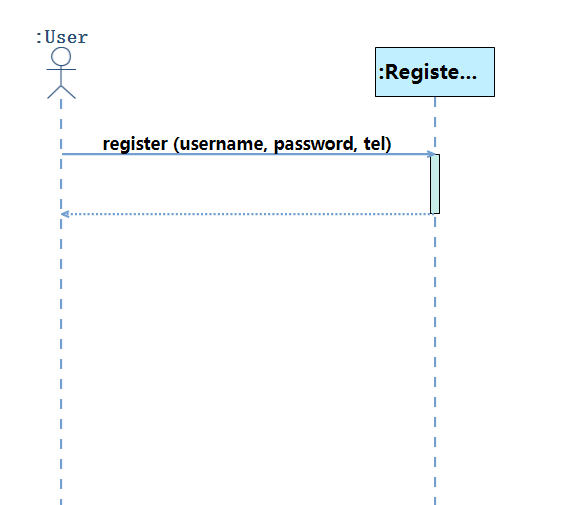 :User
:Registe...
register (username, password, tel)